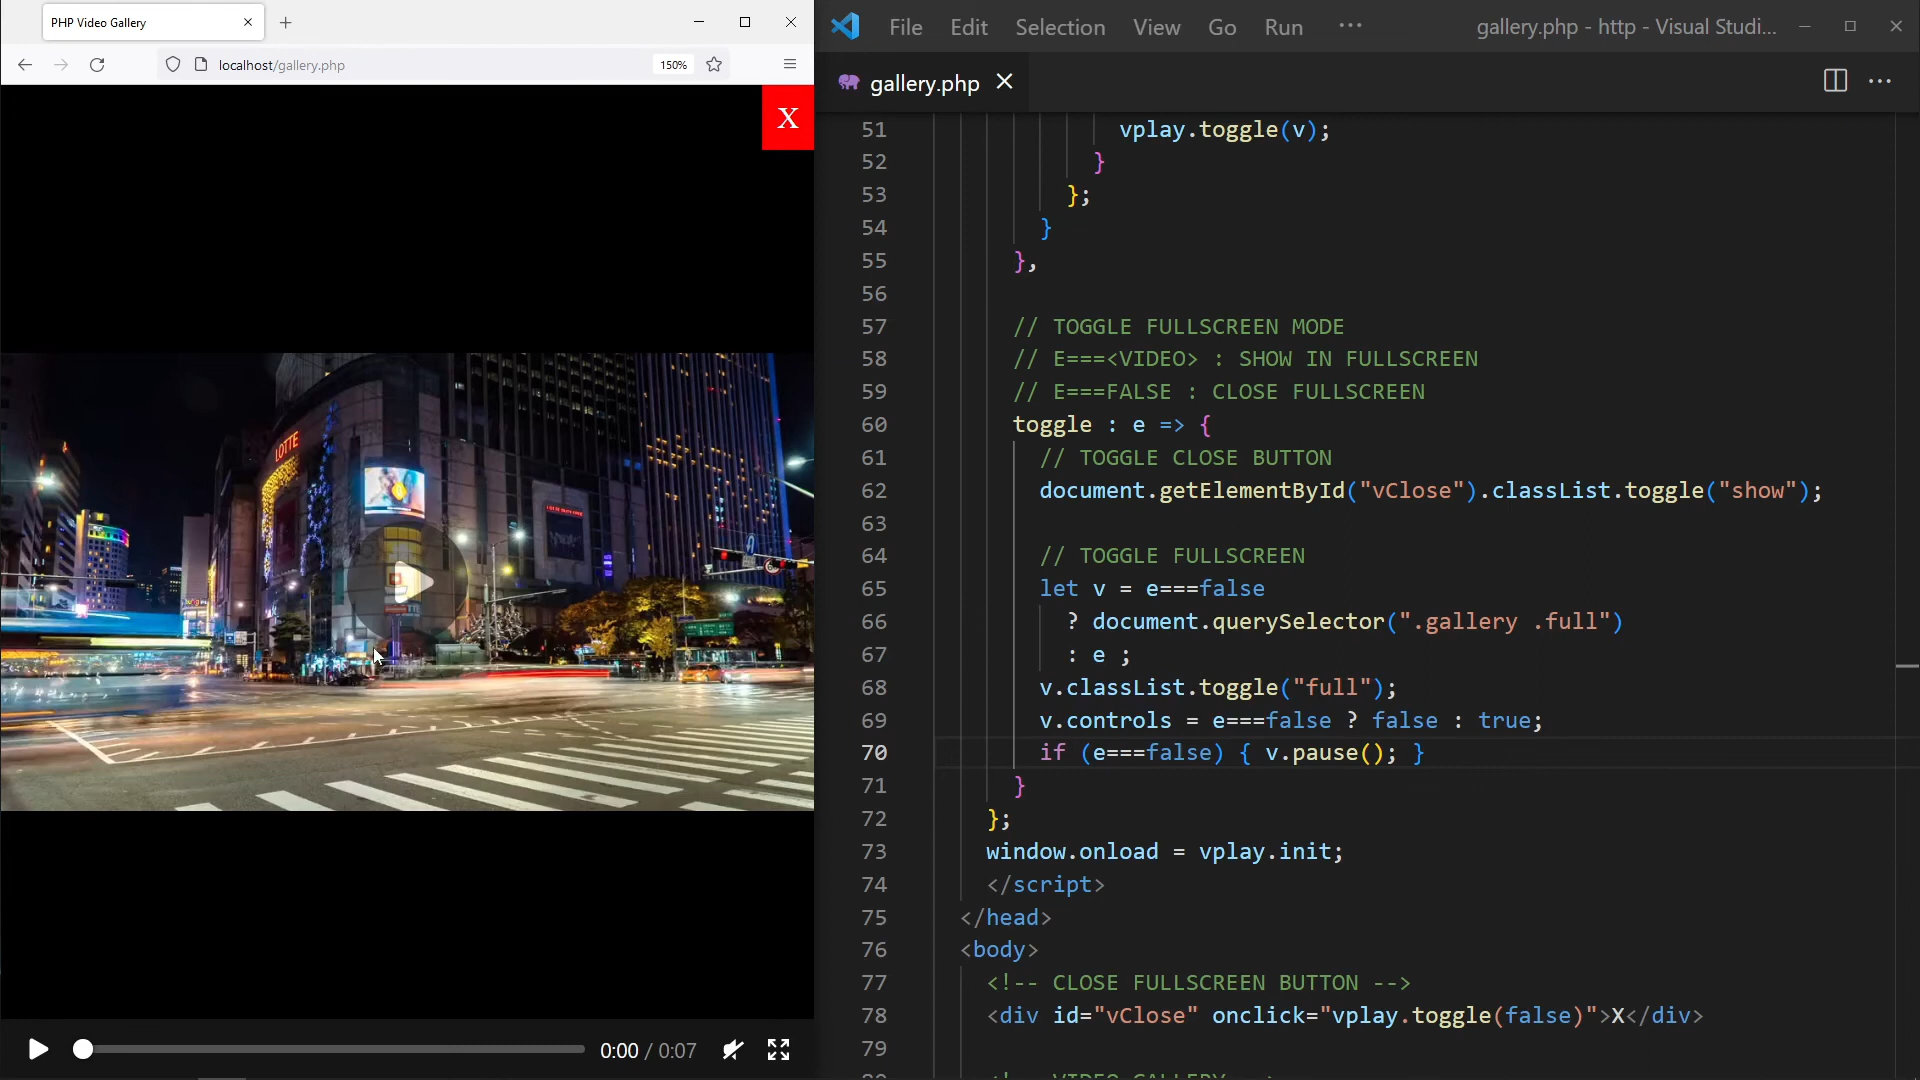 PHP Video Gallery
localhost/gallery.php
150%
X
LOTTE
0:00 / 0:07
File Edit Selection View Go Run ···
gallery.php - http - Visual Studi...
gallery.php
51 vplay.toggle(v);
52 }
53 };
54 }
55 },
56
57 // TOGGLE FULLSCREEN MODE
58 // E===<VIDEO> : SHOW IN FULLSCREEN
59 // E===FALSE : CLOSE FULLSCREEN
60 toggle : e => {
61 // TOGGLE CLOSE BUTTON
62 document.getElementById("vClose").classList.toggle("show");
63
64 // TOGGLE FULLSCREEN
65 let v = e===false
66 ? document.querySelector(".gallery .full")
67 : e ;
68 v.classList.toggle("full");
69 v.controls = e===false ? false : true;
70 if (e===false) { v.pause(); }
71 }
72 };
73 window.onload = vplay.init;
74 </script>
75 </head>
76 <body>
77 <!-- CLOSE FULLSCREEN BUTTON -->
78 <div id="vClose" onclick="vplay.toggle(false)">X</div>
79
80 <!-- VIDEO GALLERY -->